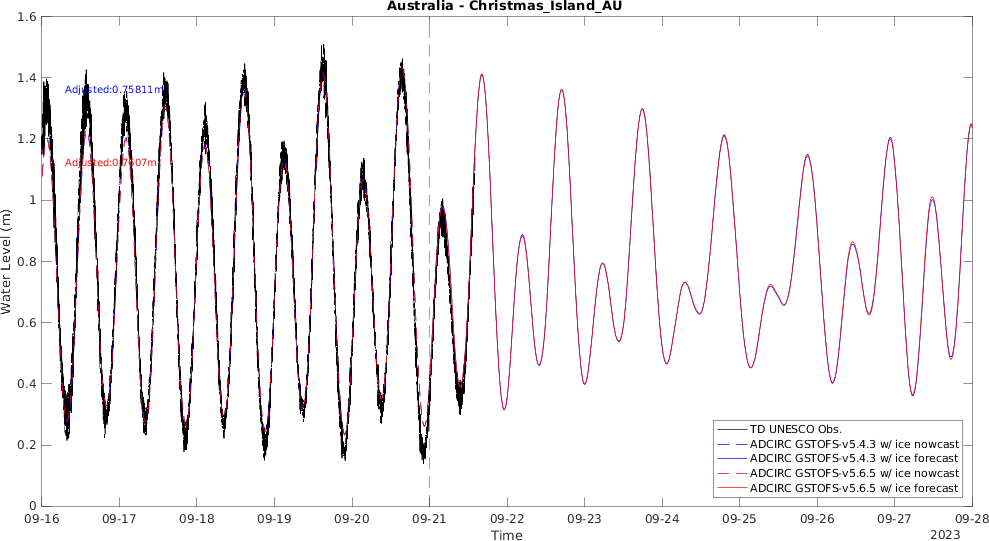 Australia - Christmas_Island_AU
Water Level (m)
1.6
1.4
1.2
1
0.8
0.6
0.4
0.2
0
Adjusted:0.75811m
Adjusted:0.7607m
TD UNESCO Obs.
ADCIRC GSTOFS-v5.4.3 w/ ice nowcast
ADCIRC GSTOFS-v5.4.3 w/ ice forecast
ADCIRC GSTOFS-v5.6.5 w/ ice nowcast
ADCIRC GSTOFS-v5.6.5 w/ ice forecast
09-16 09-17 09-18 09-19 09-20 09-21 09-22 09-23 09-24 09-25 09-26 09-27 09-28
Time
2023